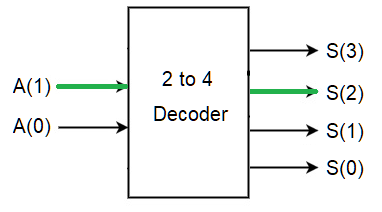 S(3)
A(1)
2 to 4
S(2)
Decoder
A(0)
S(1)
S(0)